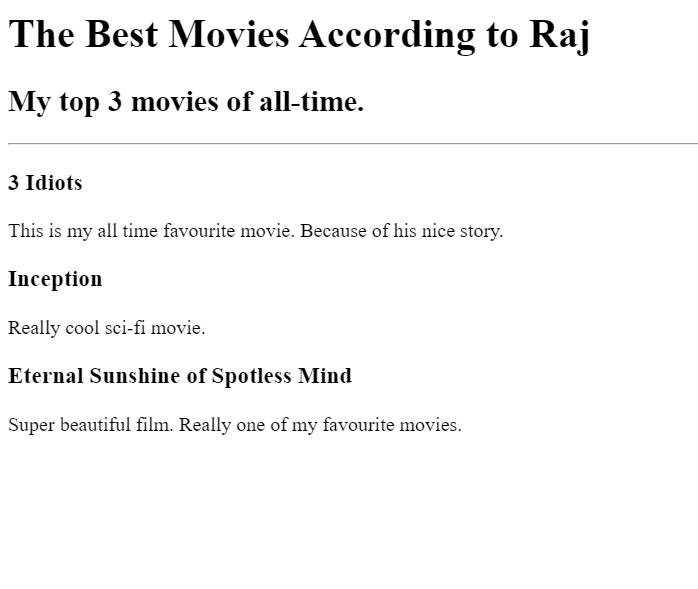 The Best Movies According to Raj
My top 3 movies of all-time.
3 Idiots
This is my all time favourite movie. Because of his nice story.
Inception
Really cool sci-fi movie.
Eternal Sunshine of Spotless Mind
Super beautiful film. Really one of my favourite movies.